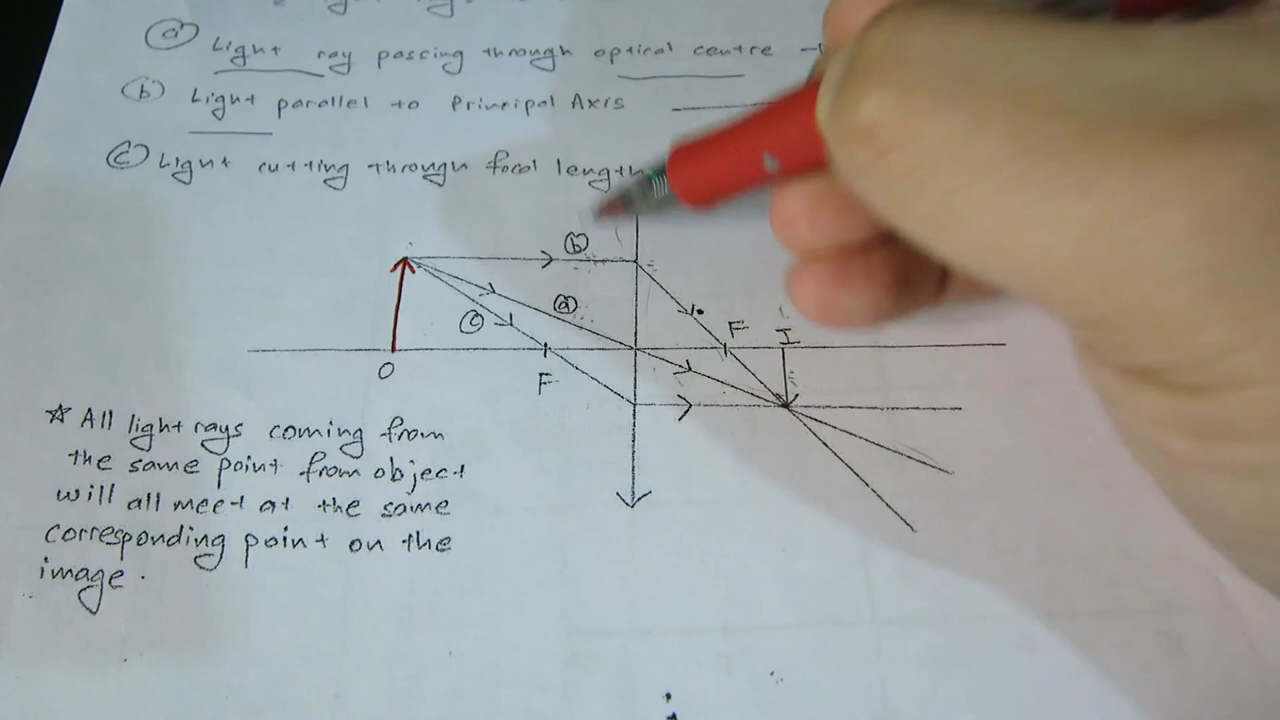 (a) Light ray passing through optical centre
(b) Light parallel to Principal Axis
(c) Light cutting through focal length
(b)
(a)
(c)
F
I
O
F
☆ All light rays coming from
the same point from object
will all meet at the same
corresponding point on the
image.